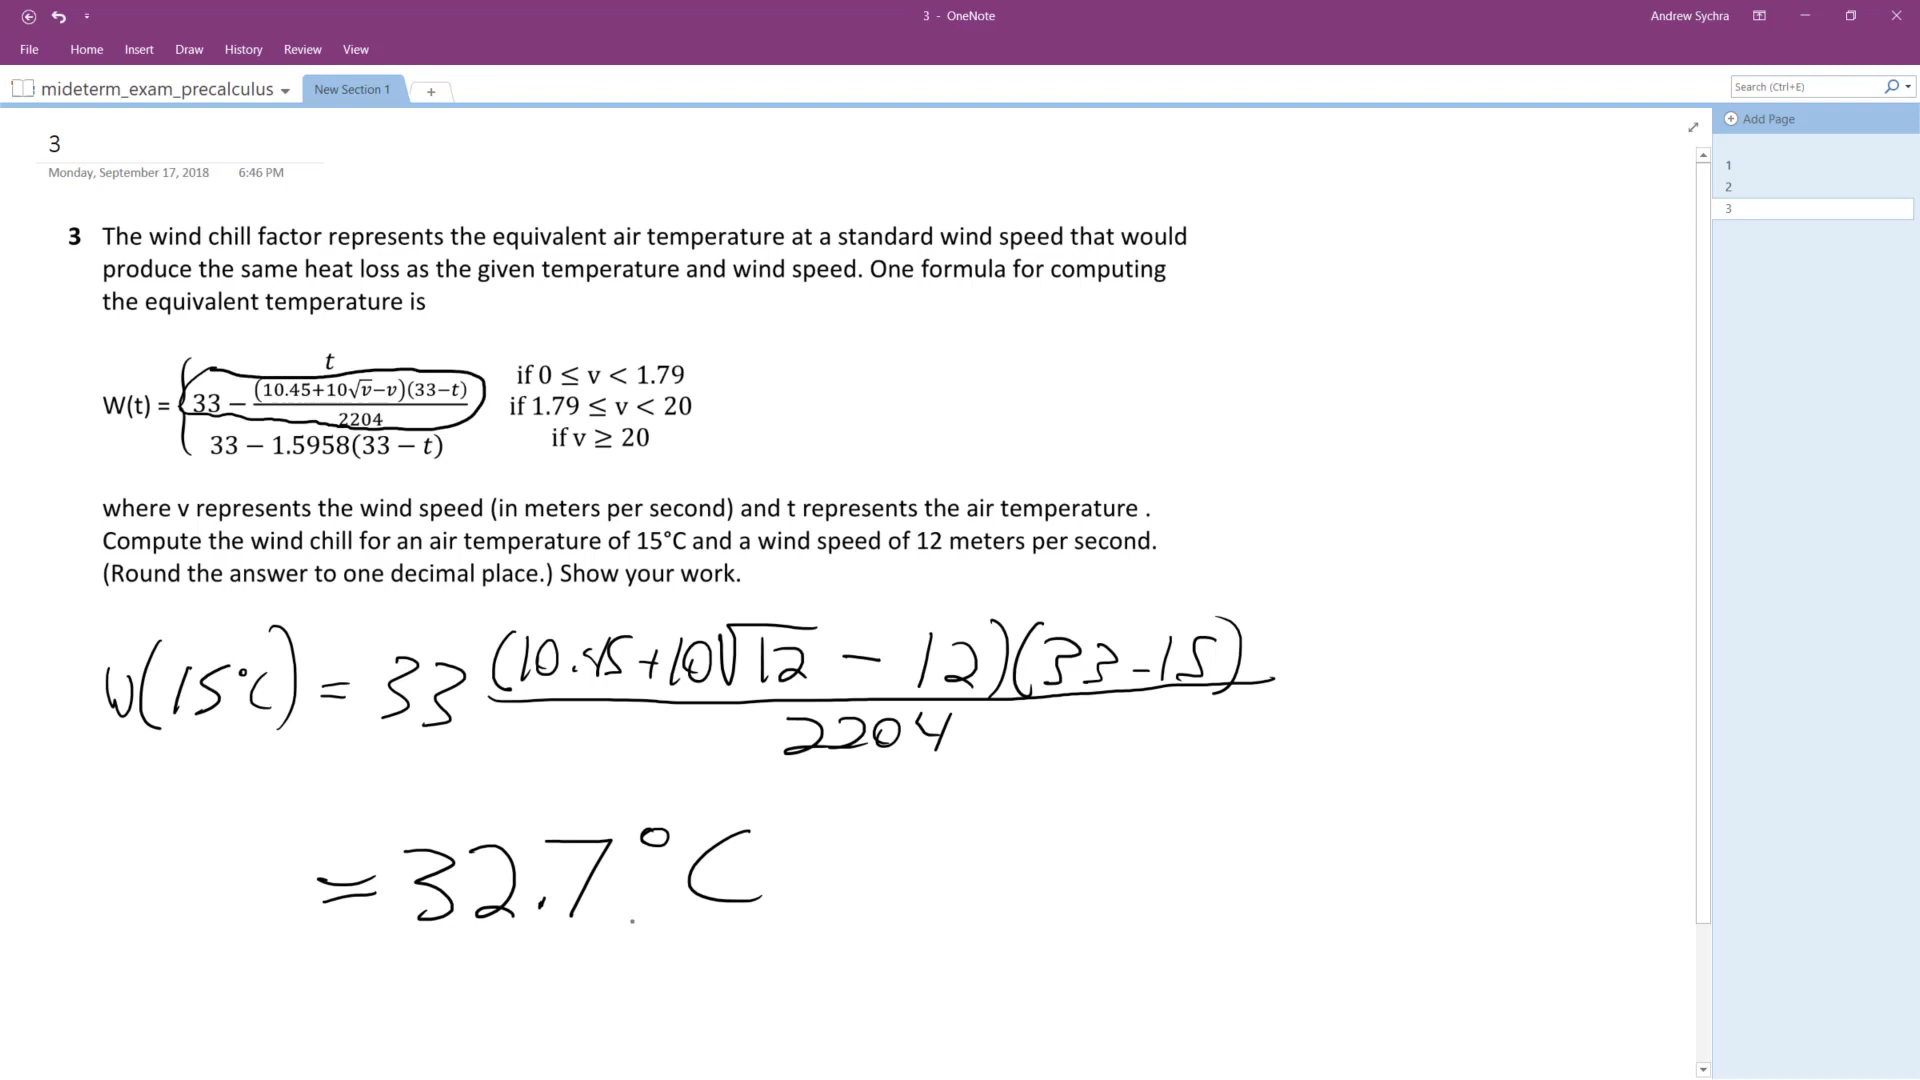 3 - OneNote
Andrew Sychra
File Home Insert Draw History Review View
mideterm_exam_precalculus
New Section 1
+
Search (Ctrl+E)
Add Page
1
2
3
3
Monday, September 17, 2018 6:46 PM
3 The wind chill factor represents the equivalent air temperature at a standard wind speed that would
produce the same heat loss as the given temperature and wind speed. One formula for computing
the equivalent temperature is
t if 0 ≤ v < 1.79
W(t) = { 33 − (10.45+10√v−v)(33−t) / 2204 if 1.79 ≤ v < 20
33 − 1.5958(33 − t) if v ≥ 20
where v represents the wind speed (in meters per second) and t represents the air temperature .
Compute the wind chill for an air temperature of 15°C and a wind speed of 12 meters per second.
(Round the answer to one decimal place.) Show your work.
W(15°C) = 33 (10.45+10√12 − 12)(33-15) / 2204
= 32.7°C